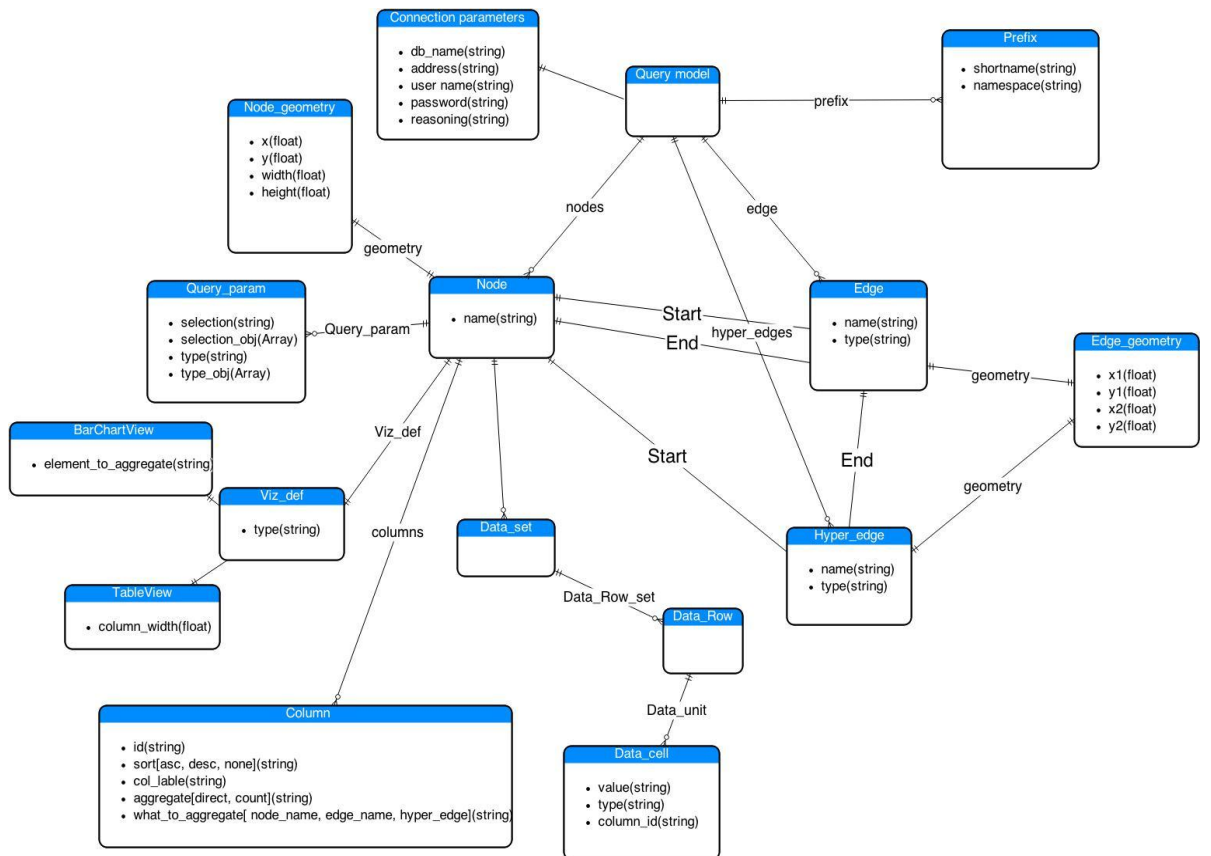 Connection parameters
db_name(string)
address(string)
user name(string)
password(string)
reasoning(string)
Query model
Prefix
shortname(string)
namespace(string)
prefix
Node_geometry
x(float)
y(float)
width(float)
height(float)
nodes
edge
geometry
Query_param
selection(string)
selection_obj(Array)
type(string)
type_obj(Array)
Query_param
Node
name(string)
Start
End
hyper_edges
Edge
name(string)
type(string)
geometry
Edge_geometry
x1(float)
y1(float)
x2(float)
y2(float)
BarChartView
element_to_aggregate(string)
Viz_def
Viz_def
type(string)
TableView
column_width(float)
columns
Data_set
Start
End
geometry
Hyper_edge
name(string)
type(string)
Data_Row_set
Data_Row
Data_unit
Column
id(string)
sort[asc, desc, none](string)
col_lable(string)
aggregate[direct, count](string)
what_to_aggregate[ node_name, edge_name, hyper_edge](string)
Data_cell
value(string)
type(string)
column_id(string)